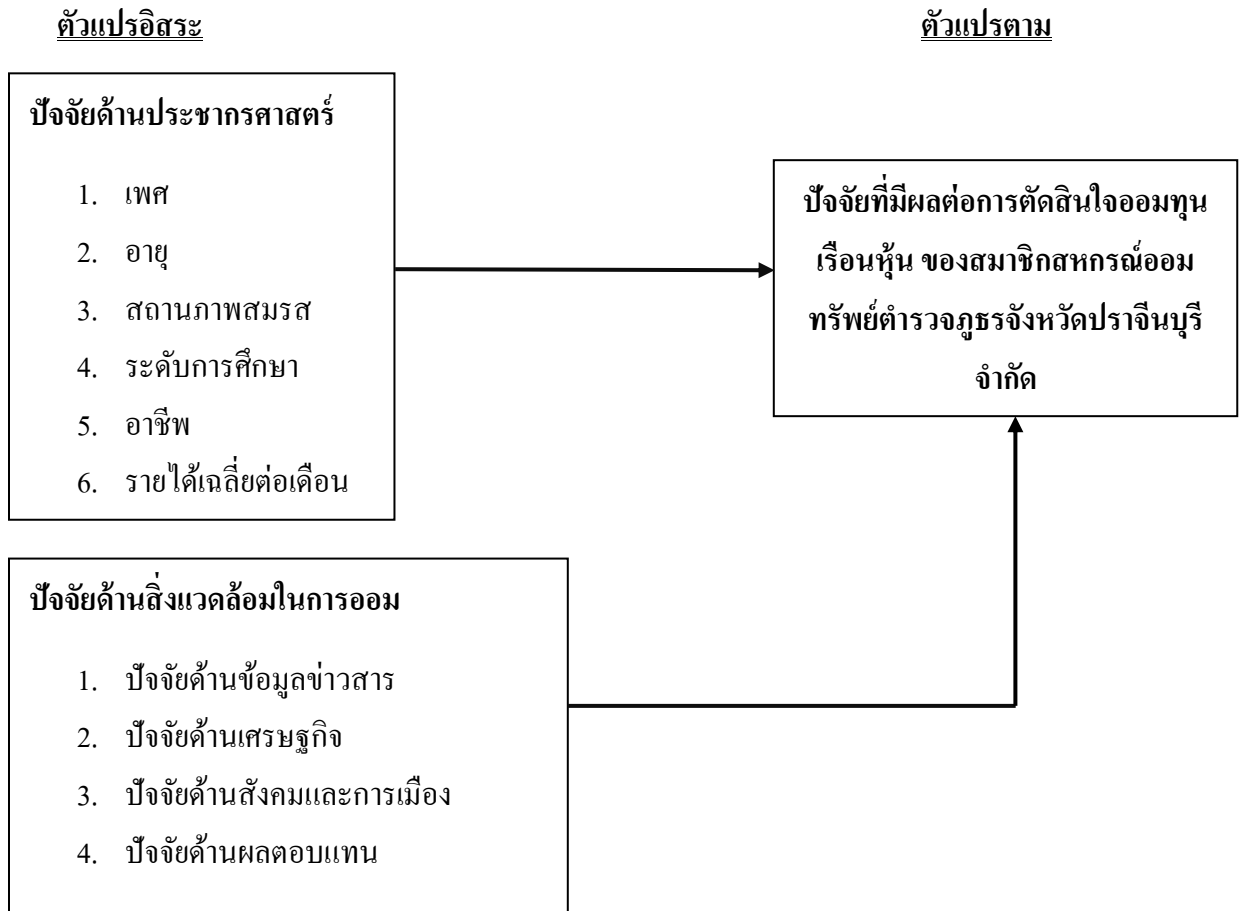 ตัวแปรอิสระ
ตัวแปรตาม
ปัจจัยด้านประชากรศาสตร์
1. เพศ
2. อายุ
3. สถานภาพสมรส
4. ระดับการศึกษา
5. อาชีพ
6. รายได้เฉลี่ยต่อเดือน
ปัจจัยที่มีผลต่อการตัดสินใจออมทุน
เรือนหุ้น ของสมาชิกสหกรณ์ออม
ทรัพย์ตำรวจภูธรจังหวัดปราจีนบุรี
จำกัด
ปัจจัยด้านสิ่งแวดล้อมในการออม
1. ปัจจัยด้านข้อมูลข่าวสาร
2. ปัจจัยด้านเศรษฐกิจ
3. ปัจจัยด้านสังคมและการเมือง
4. ปัจจัยด้านผลตอบแทน